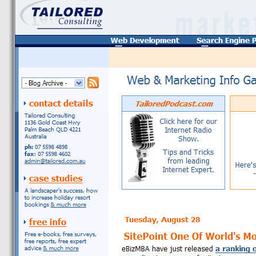 TAILORED
Consulting
Web Development
Search Engine
- Blog Archive -
Web & Marketing Info
contact details
Tailored Consulting
1136 Gold Coast Hwy
Palm Beach QLD 4221
Australia
ph: 07 5598 4898
fax: 07 5598 4602
admin@tailored.com.au
case studies
A landscaper's success, how
to increase holiday resort
bookings & much more
free info
Free e-books, free surveys,
free reports, free expert
advice & much more
TailoredPodcast.com
Click here for our
Internet Radio
Show.
Tips and Tricks
from leading
Internet Expert.
Here's
Tuesday, August 28
SitePoint One Of World's
eBizMBA have just released a ranking